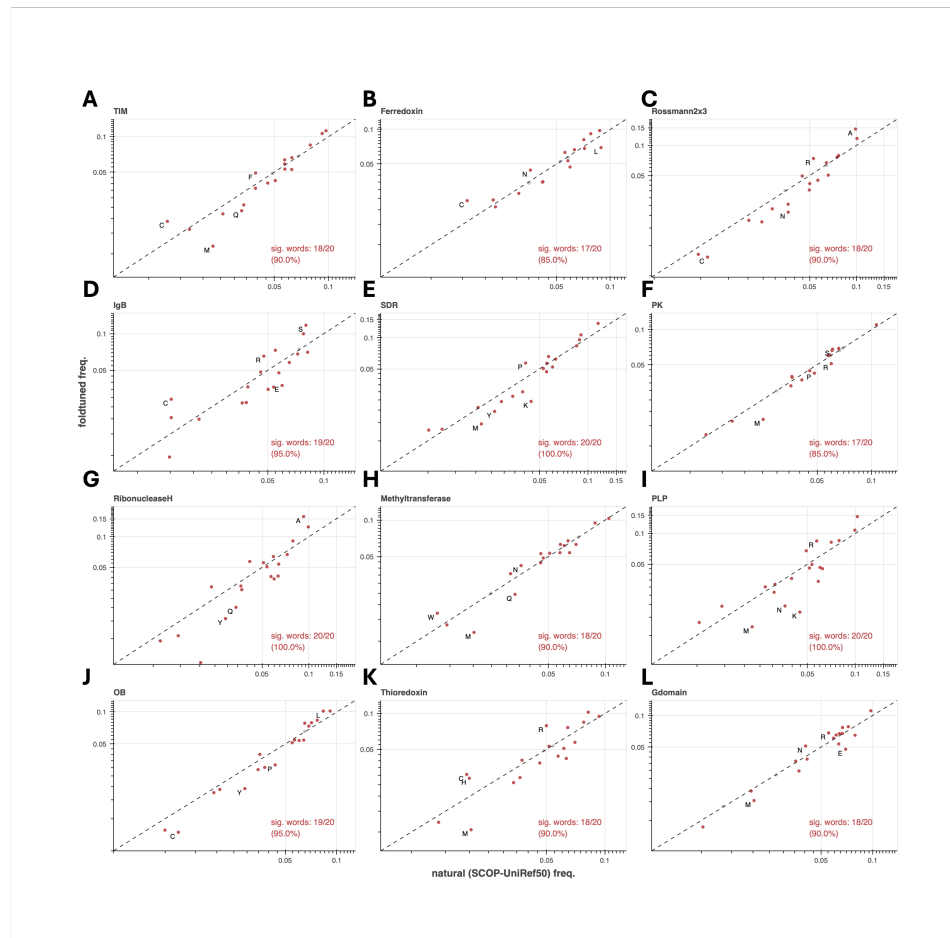 A
TIM
0.1
0.05
F
Q
C
M
sig. words: 18/20
(90.0%)
0.05
0.1
B
Ferredoxin
0.1
0.05
L
N
C
sig. words: 17/20
(85.0%)
0.05
0.1
C
Rossmann2x3
0.15
0.1
0.05
A
R
N
C
sig. words: 18/20
(90.0%)
0.05
0.1
0.15
D
IgB
0.1
0.05
S
R
E
C
sig. words: 19/20
(95.0%)
0.05
0.1
E
SDR
0.15
0.1
0.05
P
K
Y
M
sig. words: 20/20
(100.0%)
0.05
0.1
F
PK
0.1
0.05
S
R
P
M
sig. words: 17/20
(85.0%)
0.05
0.1
foldtuned freq.
G
RibonucleaseH
0.15
0.1
0.05
A
Q
Y
sig. words: 20/20
(100.0%)
0.05
0.1
0.15
H
Methyltransferase
0.1
0.05
N
Q
W
M
sig. words: 18/20
(90.0%)
0.05
0.1
I
PLP
0.15
0.1
0.05
R
N
K
M
sig. words: 20/20
(100.0%)
0.05
0.1
0.15
J
OB
0.1
0.05
L
P
Y
C
sig. words: 19/20
(95.0%)
0.05
0.1
K
Thioredoxin
0.1
0.05
R
C
H
M
sig. words: 18/20
(90.0%)
0.05
0.1
L
Gdomain
0.1
0.05
R
N
E
M
sig. words: 18/20
(90.0%)
0.05
0.1
natural (SCOP-UniRef50) freq.